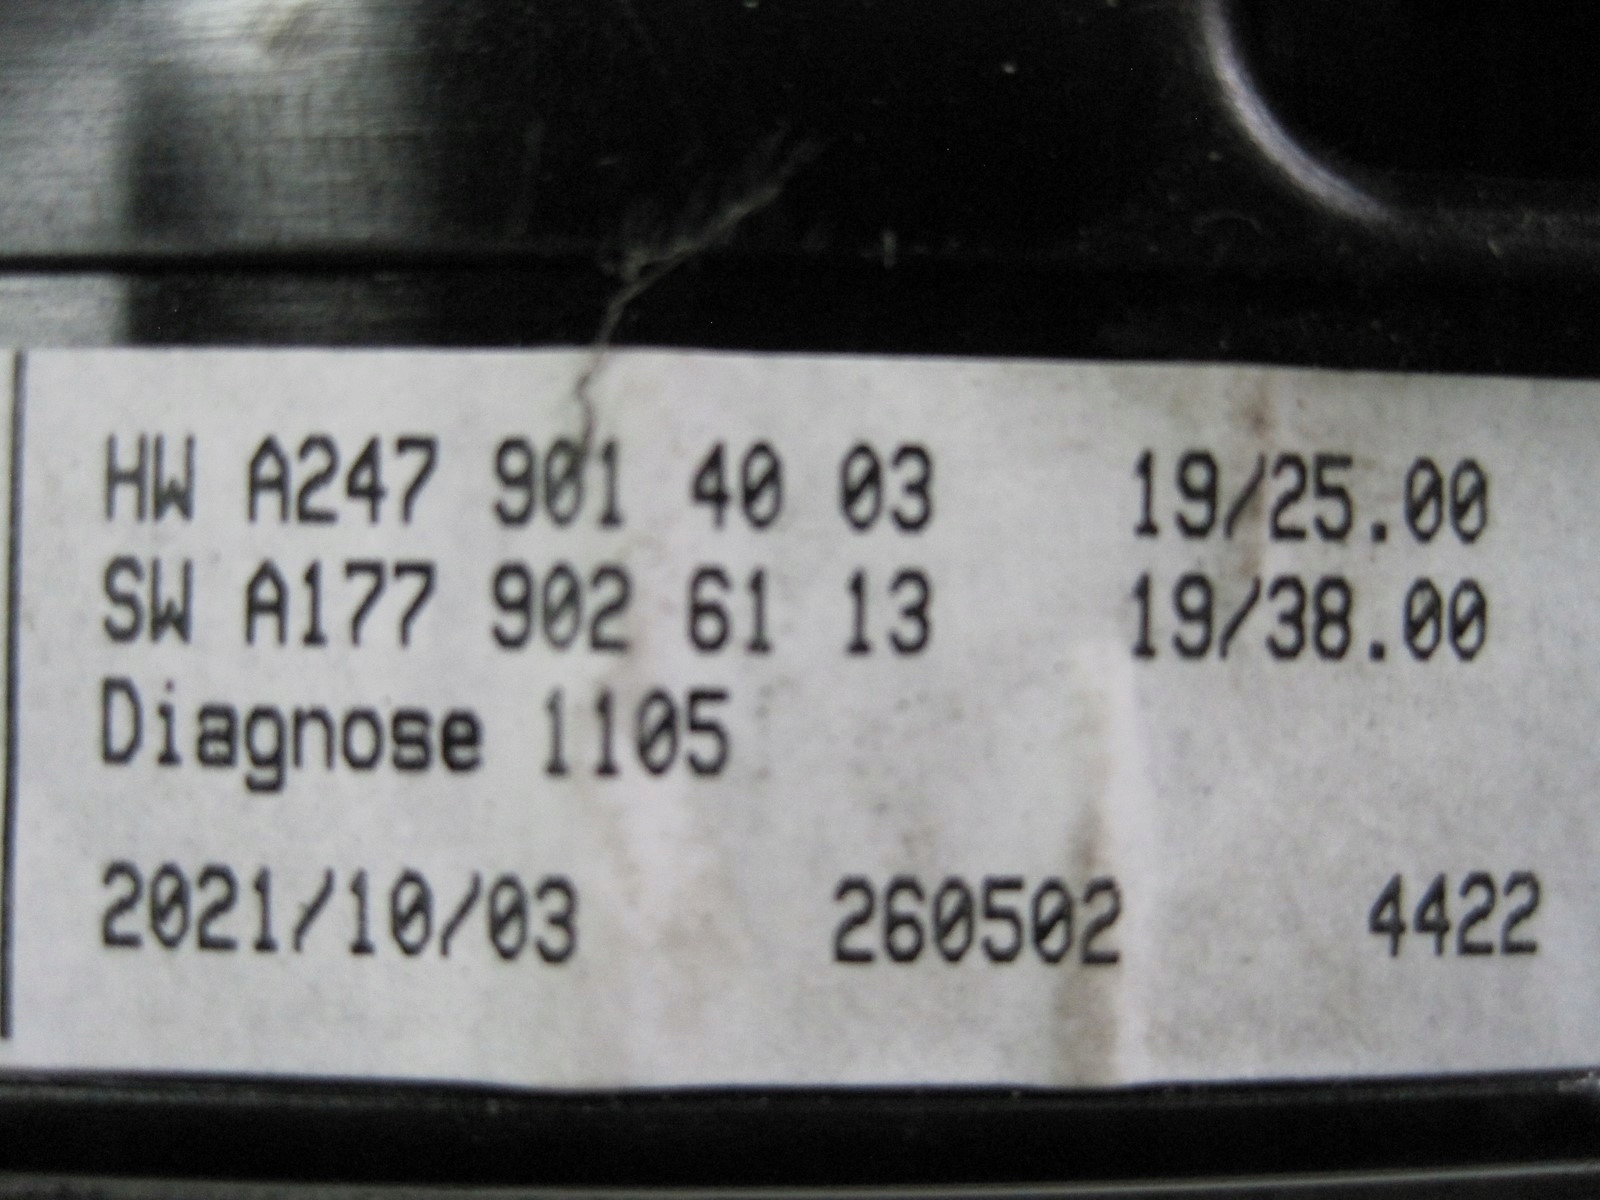 HW A247 901 40 03 19/25.00
SW A177 902 61 13 19/38.00
Diagnose 1105
2021/10/03 260502 4422